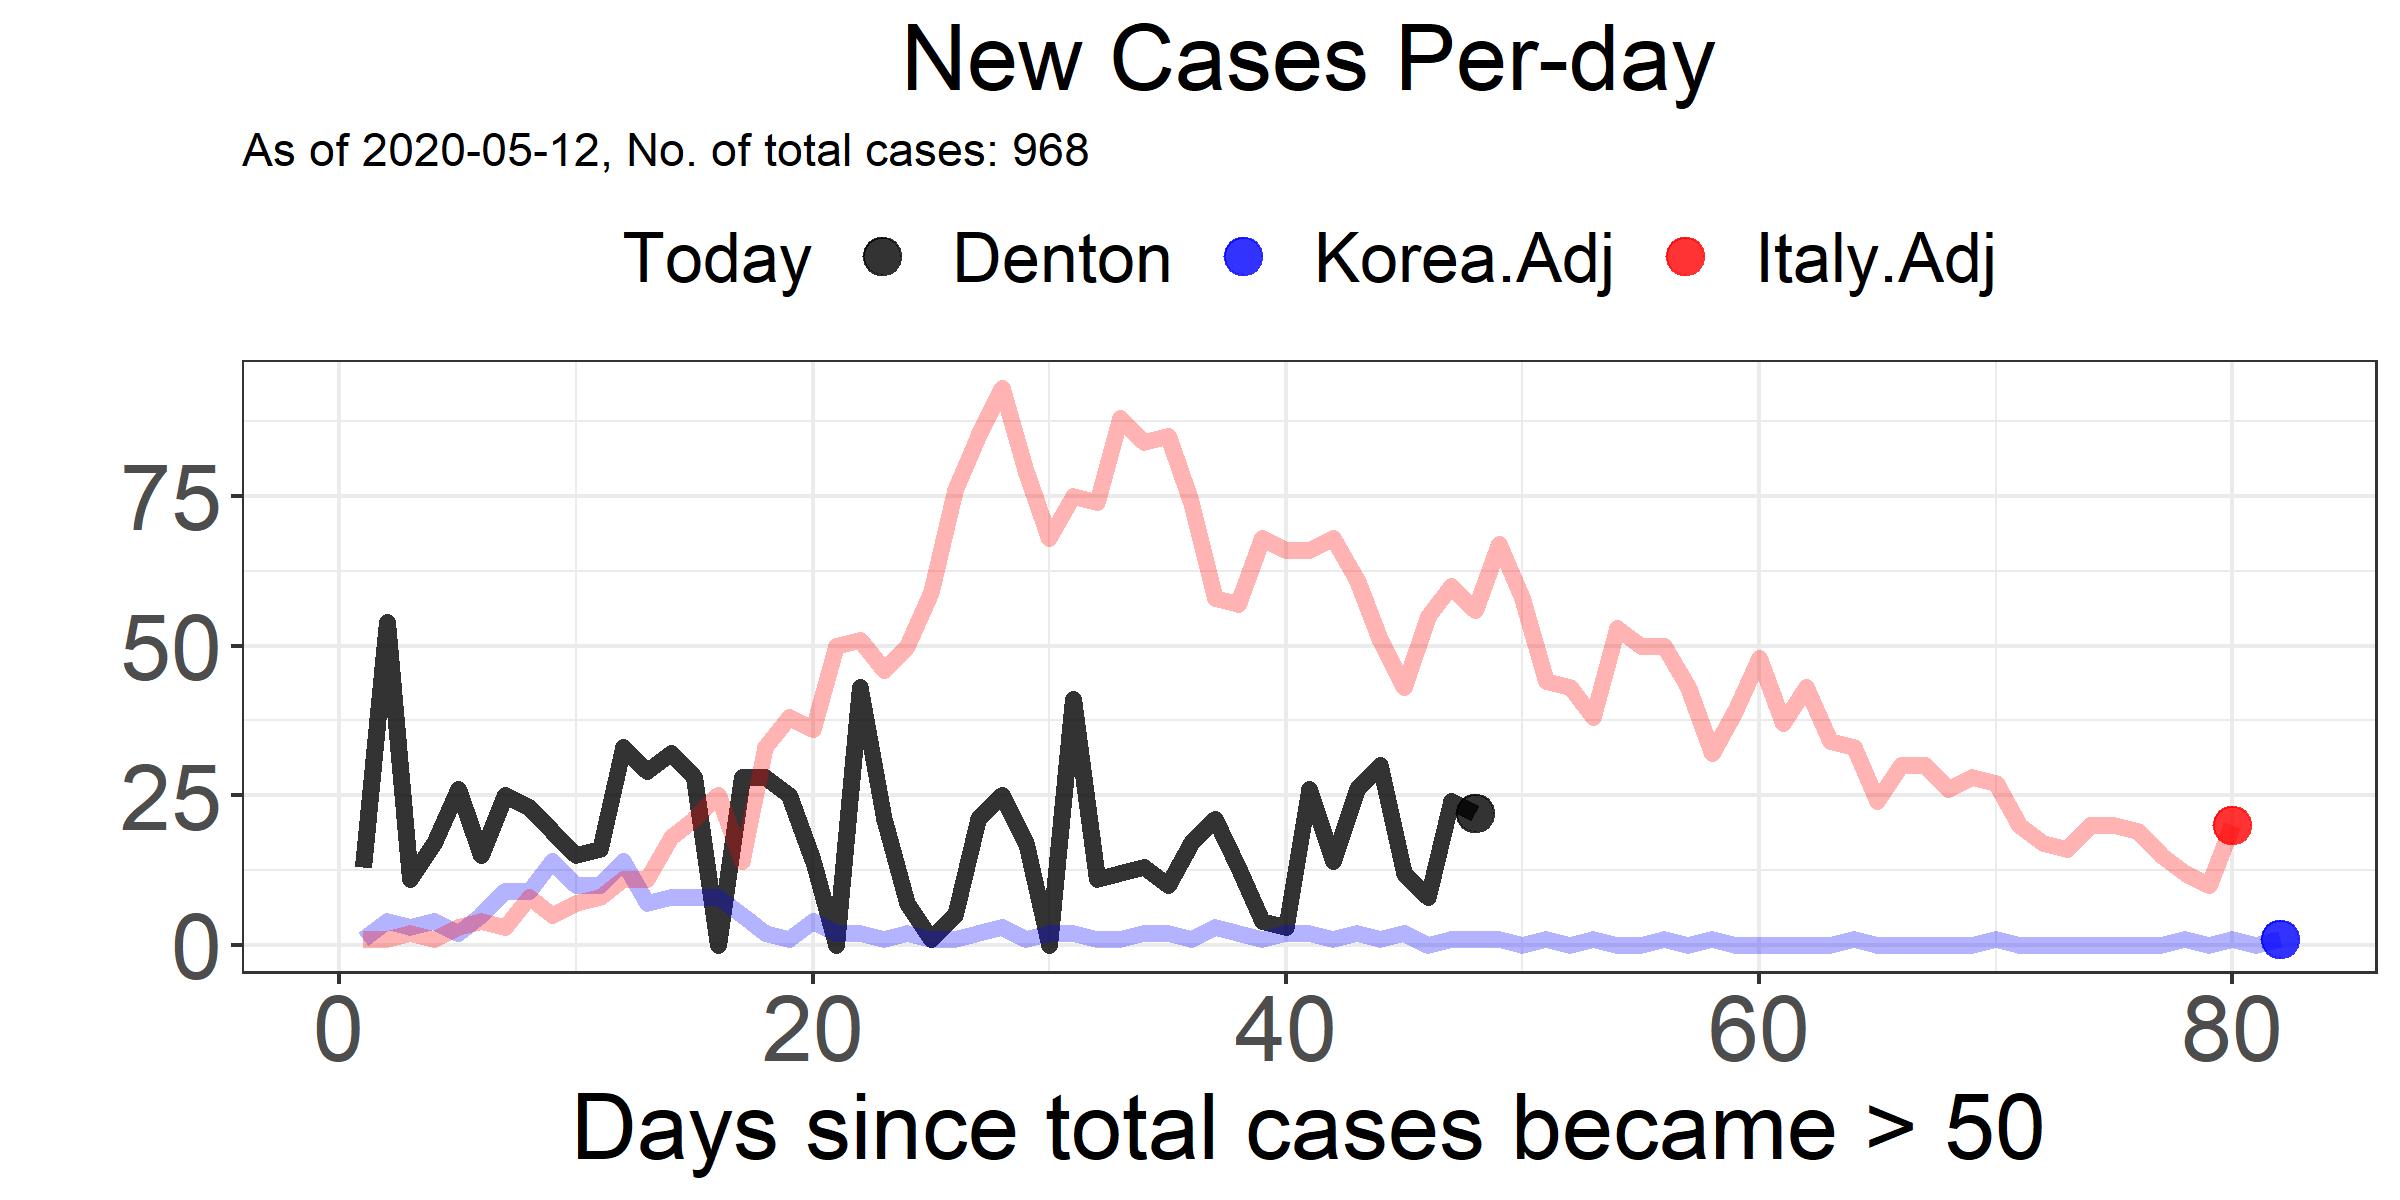 New Cases Per-day
As of 2020-05-12, No. of total cases: 968
Today Denton Korea.Adj Italy.Adj
75
50
25
0
0 20 40 60 80
Days since total cases became > 50